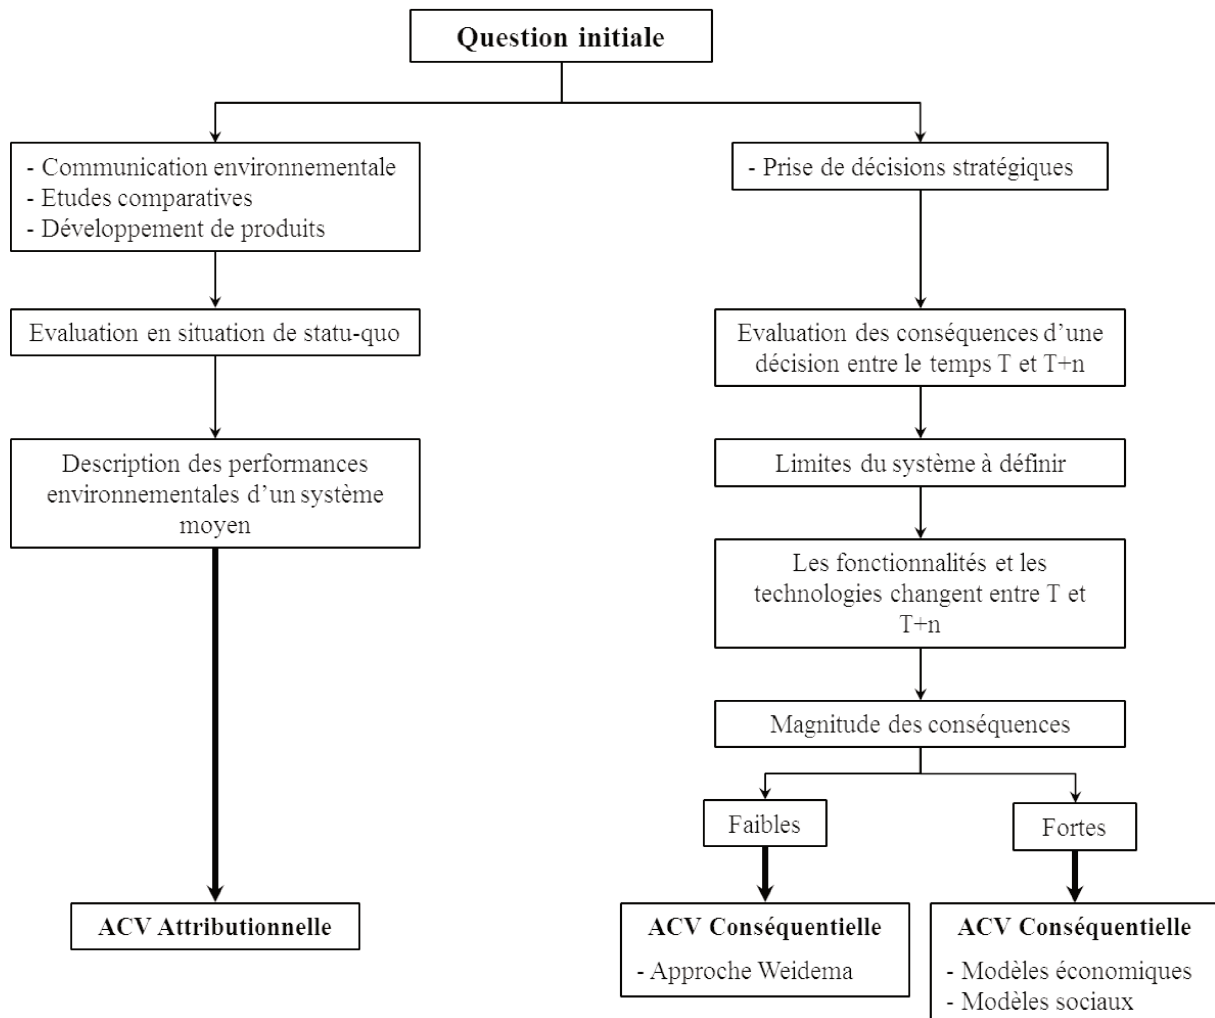 Question initiale
- Communication environnementale
- Etudes comparatives
- Développement de produits
- Prise de décisions stratégiques
Evaluation en situation de statu-quo
Evaluation des conséquences d’une
décision entre le temps T et T+n
Description des performances
environnementales d’un système
moyen
Limites du système à définir
Les fonctionnalités et les
technologies changent entre T et
T+n
Magnitude des conséquences
Faibles
Fortes
ACV Attributionnelle
ACV Conséquentielle
- Approche Weidema
ACV Conséquentielle
- Modèles économiques
- Modèles sociaux